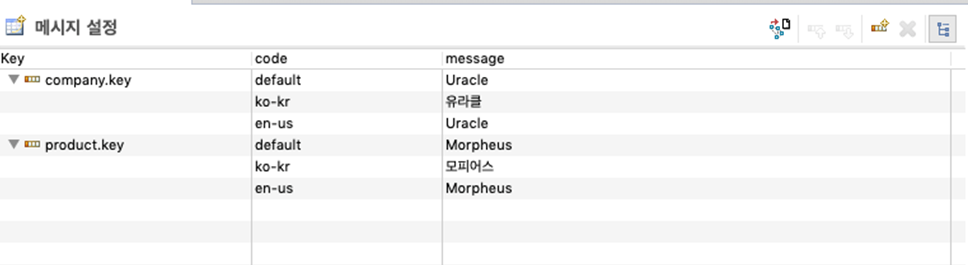 메시지 설정
Key code message
company.key default Uracle
ko-kr 유라클
en-us Uracle
product.key default Morpheus
ko-kr 모피어스
en-us Morpheus